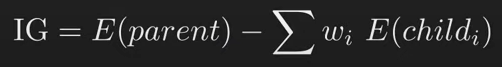 IG = E(parent) − ∑ wᵢ E(childᵢ)